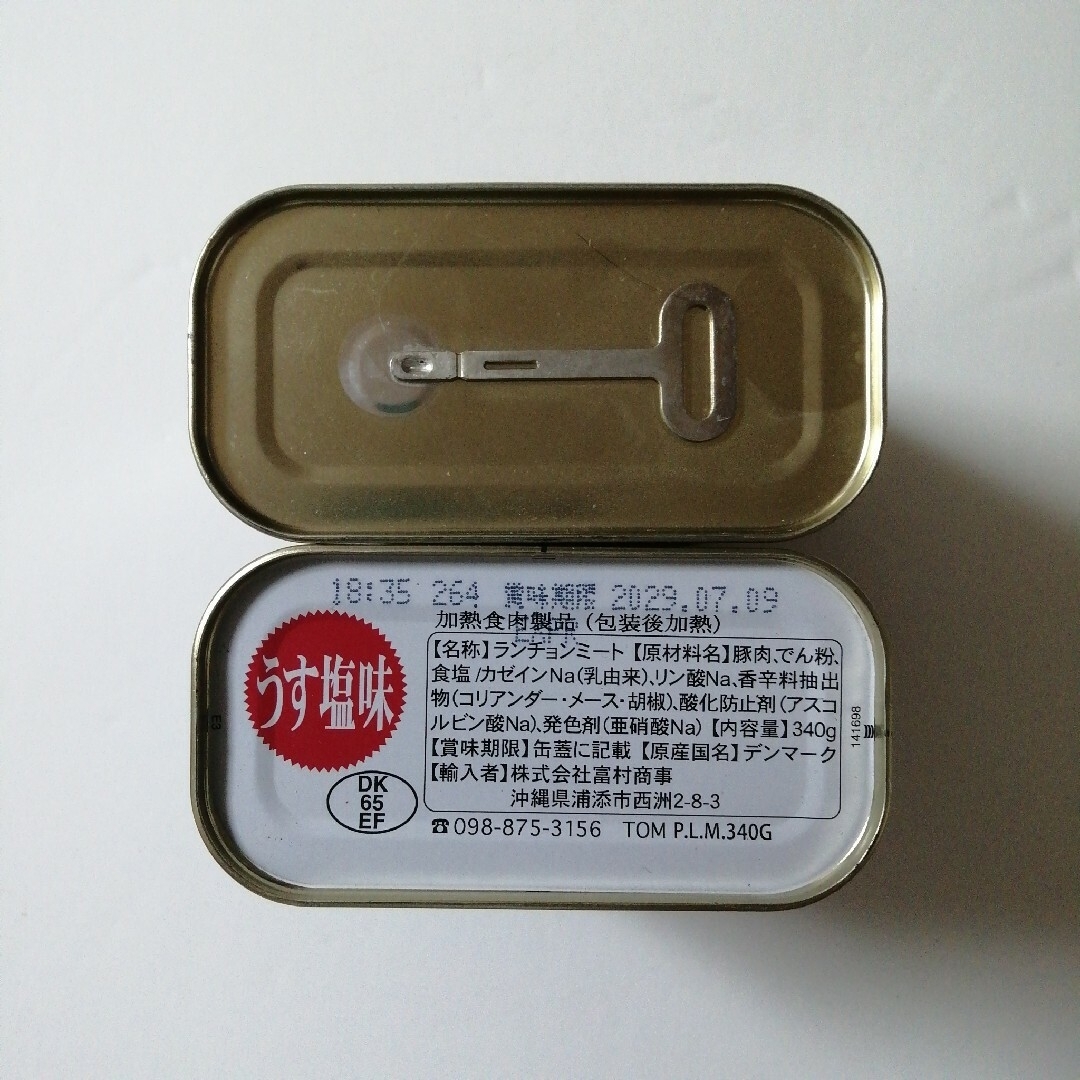 18:35 264 賞味期限 2029.07.09
加熱食肉製品(包装後加熱)
【名称】ランチョンミート【原材料名】豚肉、でん粉、
食塩/カゼインNa(乳由来)、リン酸Na、香辛料抽出
物(コリアンダー・メース・胡椒)、酸化防止剤(アスコ
ルビン酸Na)、発色剤(亜硝酸Na)【内容量】340g
【賞味期限】缶蓋に記載【原産国名】デンマーク
【輸入者】株式会社富村商事
沖縄県浦添市西洲2-8-3
☎098-875-3156 TOM P.L.M.340G
うす塩味
DK
65
EF
141698
E3